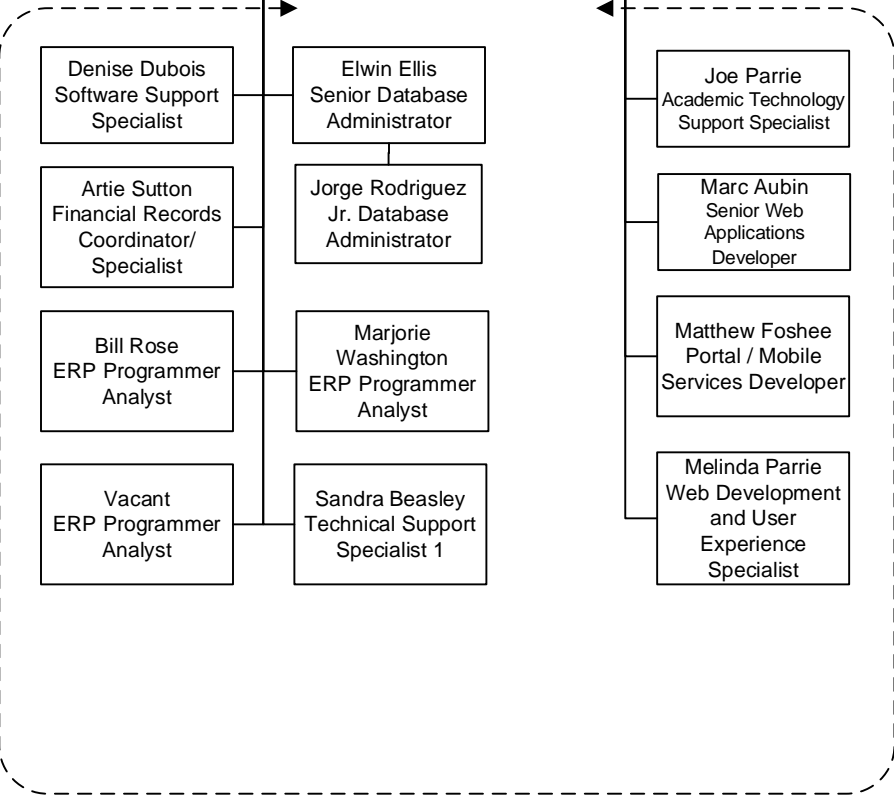 Denise Dubois
Software Support
Specialist
Elwin Ellis
Senior Database
Administrator
Joe Parrie
Academic Technology
Support Specialist
Artie Sutton
Financial Records
Coordinator/
Specialist
Jorge Rodriguez
Jr. Database
Administrator
Marc Aubin
Senior Web
Applications
Developer
Bill Rose
ERP Programmer
Analyst
Marjorie
Washington
ERP Programmer
Analyst
Matthew Foshee
Portal / Mobile
Services Developer
Vacant
ERP Programmer
Analyst
Sandra Beasley
Technical Support
Specialist 1
Melinda Parrie
Web Development
and User
Experience
Specialist